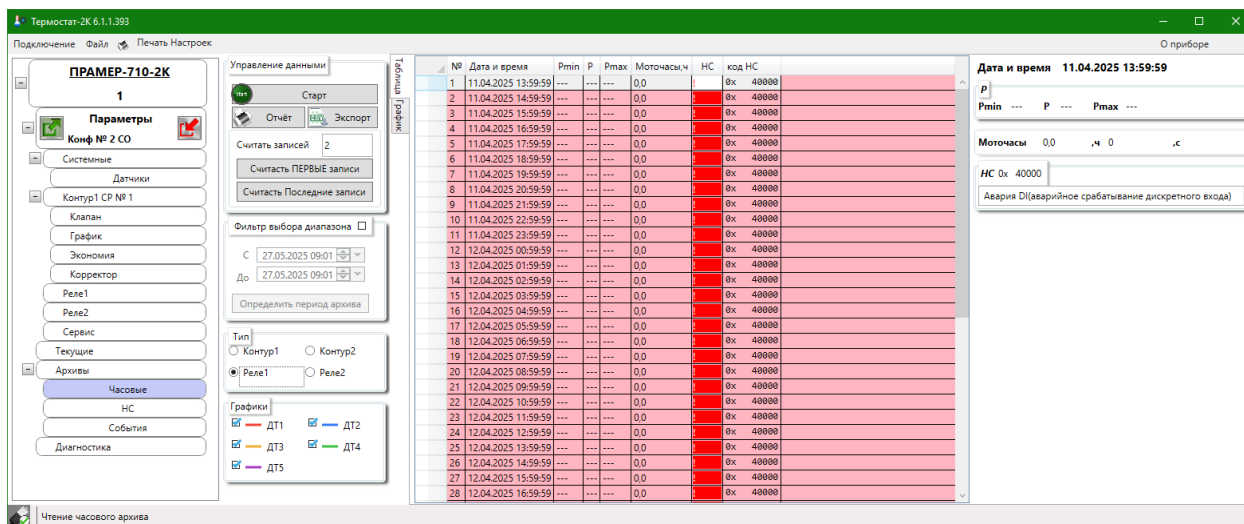 Термостат-2К 6.1.1.393
Подключение Файл Печать Настроек О приборе
ПРАМЕР-710-2К
1
Параметры
Конф № 2 СО
Системные
Датчики
Контур1 СР № 1
Клапан
График
Экономия
Корректор
Реле1
Реле2
Сервис
Текущие
Архивы
Часовые
НС
События
Диагностика
Управление данными
Start Старт
Отчёт Экспорт
Считать записей 2
Считасть ПЕРВЫЕ записи
Считасть Последние записи
Фильтр выбора диапазона
С 27.05.2025 09:01
До 27.05.2025 09:01
Определить период архива
Тип
Контур1 Контур2
Реле1 Реле2
Графики
ДТ1 ДТ2
ДТ3 ДТ4
ДТ5
Таблица
График
№ Дата и время Pmin P Pmax Моточасы,ч НС код НС
1 11.04.2025 13:59:59 --- --- --- 0,0 ! 0x 40000
2 11.04.2025 14:59:59 --- --- --- 0,0 ! 0x 40000
3 11.04.2025 15:59:59 --- --- --- 0,0 ! 0x 40000
4 11.04.2025 16:59:59 --- --- --- 0,0 ! 0x 40000
5 11.04.2025 17:59:59 --- --- --- 0,0 ! 0x 40000
6 11.04.2025 18:59:59 --- --- --- 0,0 ! 0x 40000
7 11.04.2025 19:59:59 --- --- --- 0,0 ! 0x 40000
8 11.04.2025 20:59:59 --- --- --- 0,0 ! 0x 40000
9 11.04.2025 21:59:59 --- --- --- 0,0 ! 0x 40000
10 11.04.2025 22:59:59 --- --- --- 0,0 ! 0x 40000
11 11.04.2025 23:59:59 --- --- --- 0,0 ! 0x 40000
12 12.04.2025 00:59:59 --- --- --- 0,0 ! 0x 40000
13 12.04.2025 01:59:59 --- --- --- 0,0 ! 0x 40000
14 12.04.2025 02:59:59 --- --- --- 0,0 ! 0x 40000
15 12.04.2025 03:59:59 --- --- --- 0,0 ! 0x 40000
16 12.04.2025 04:59:59 --- --- --- 0,0 ! 0x 40000
17 12.04.2025 05:59:59 --- --- --- 0,0 ! 0x 40000
18 12.04.2025 06:59:59 --- --- --- 0,0 ! 0x 40000
19 12.04.2025 07:59:59 --- --- --- 0,0 ! 0x 40000
20 12.04.2025 08:59:59 --- --- --- 0,0 ! 0x 40000
21 12.04.2025 09:59:59 --- --- --- 0,0 ! 0x 40000
22 12.04.2025 10:59:59 --- --- --- 0,0 ! 0x 40000
23 12.04.2025 11:59:59 --- --- --- 0,0 ! 0x 40000
24 12.04.2025 12:59:59 --- --- --- 0,0 ! 0x 40000
25 12.04.2025 13:59:59 --- --- --- 0,0 ! 0x 40000
26 12.04.2025 14:59:59 --- --- --- 0,0 ! 0x 40000
27 12.04.2025 15:59:59 --- --- --- 0,0 ! 0x 40000
28 12.04.2025 16:59:59 --- --- --- 0,0 ! 0x 40000
Дата и время 11.04.2025 13:59:59
P
Pmin --- P --- Pmax ---
Моточасы 0,0 ,ч 0 ,с
НС 0x 40000
Авария DI(аварийное срабатывание дискретного входа)
Чтение часового архива